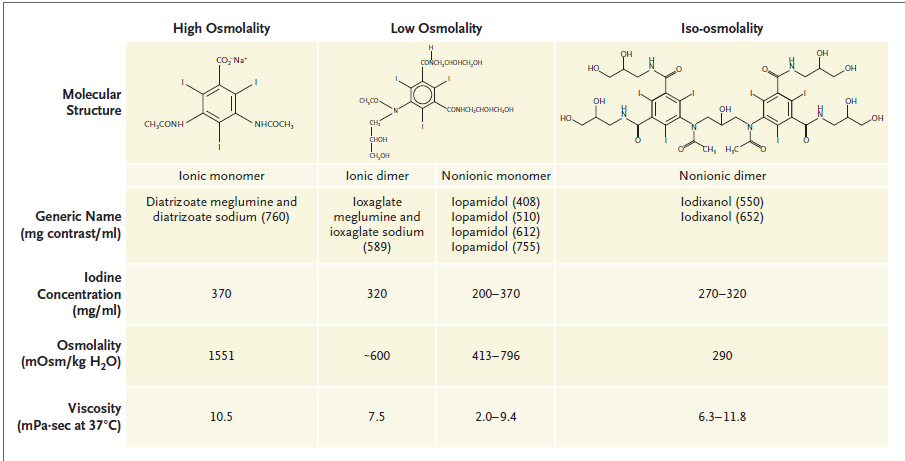 High Osmolality
Low Osmolality
Iso-osmolality
Molecular
Structure
CO₂⁻Na⁺
I
I
CH₃CONH
NHCOCH₃
I
H
CONCH₂CHOHCH₂OH
I
I
CH₃CO
N
CONHCH₂CHOHCH₂OH
CH₂
I
CHOH
CH₂OH
OH
HO
H
N
O
OH
HO
H
N
O
I
I
I
N
O
CH₃
OH
N
H₃C
O
I
I
I
O
H
N
OH
OH
O
H
N
OH
OH
Ionic monomer
Ionic dimer
Nonionic monomer
Nonionic dimer
Generic Name
(mg contrast/ml)
Diatrizoate meglumine and
diatrizoate sodium (760)
Ioxaglate
meglumine and
ioxaglate sodium
(589)
Iopamidol (408)
Iopamidol (510)
Iopamidol (612)
Iopamidol (755)
Iodixanol (550)
Iodixanol (652)
Iodine
Concentration
(mg/ml)
370
320
200–370
270–320
Osmolality
(mOsm/kg H₂O)
1551
~600
413–796
290
Viscosity
(mPa·sec at 37°C)
10.5
7.5
2.0–9.4
6.3–11.8